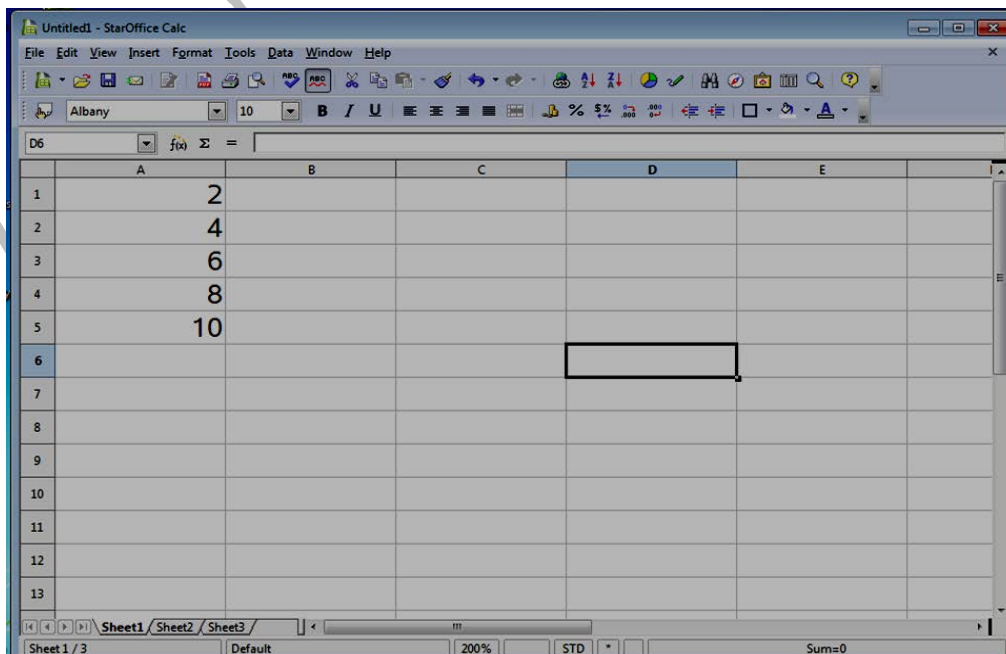 Untitled1 - StarOffice Calc
File Edit View Insert Format Tools Data Window Help
Albany 10 B I U
D6 f(x) Σ =
A B C D E
1 2
2 4
3 6
4 8
5 10
6
7
8
9
10
11
12
13
Sheet1 Sheet2 Sheet3
Sheet 1 / 3 Default 200% STD * Sum=0